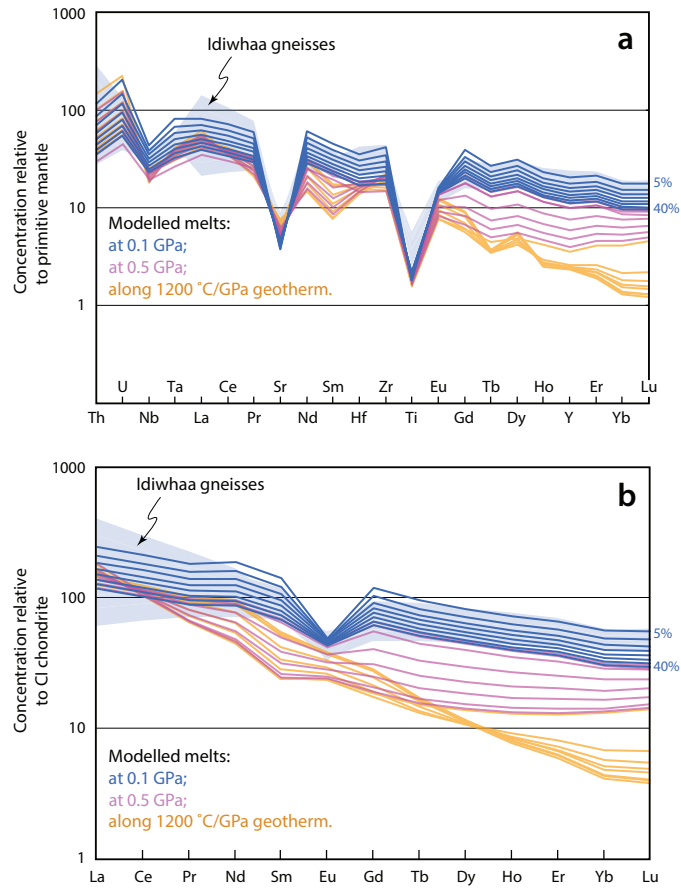 1000
Idiwhaa gneisses
a
100
Concentration relative
to primitive mantle
10
5%
40%
Modelled melts:
at 0.1 GPa;
at 0.5 GPa;
along 1200 ˚C/GPa geotherm.
1
U Ta Ce Sr Sm Zr Eu Tb Ho Er Lu
Th Nb La Pr Nd Hf Ti Gd Dy Y Yb
1000
Idiwhaa gneisses
b
100
Concentration relative
to CI chondrite
5%
40%
10
Modelled melts:
at 0.1 GPa;
at 0.5 GPa;
along 1200 ˚C/GPa geotherm.
1
La Ce Pr Nd Sm Eu Gd Tb Dy Ho Er Yb Lu